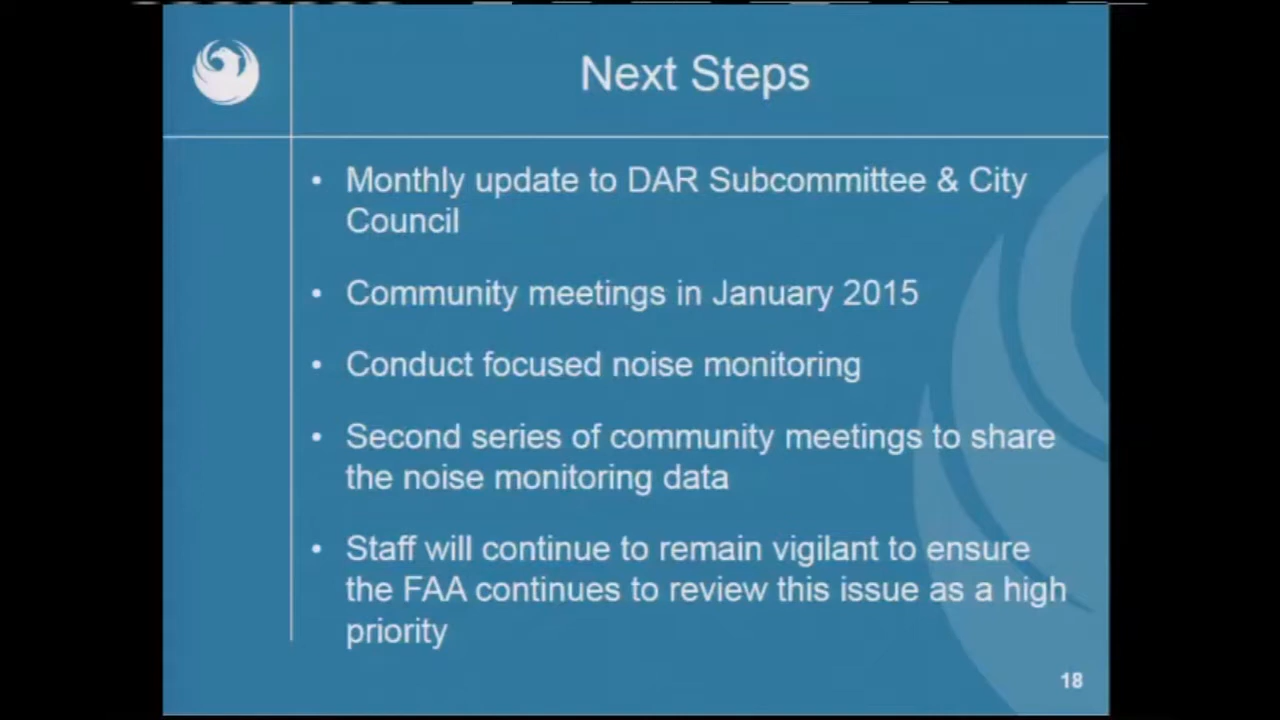 Next Steps
• Monthly update to DAR Subcommittee & City
Council
• Community meetings in January 2015
• Conduct focused noise monitoring
• Second series of community meetings to share
the noise monitoring data
• Staff will continue to remain vigilant to ensure
the FAA continues to review this issue as a high
priority
18